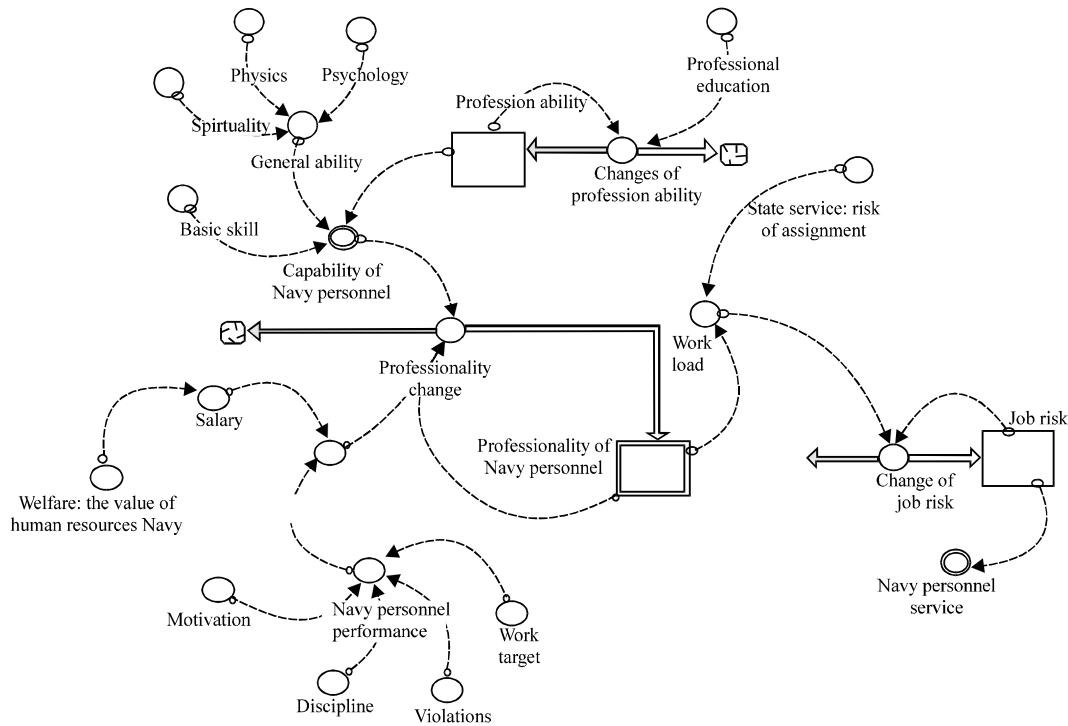 Physics
Psychology
Professional
education
Profession ability
Spirtuality
General ability
Changes of
profession ability
State service: risk
of assignment
Basic skill
Capability of
Navy personnel
Work
load
Professionality
change
Salary
Job risk
Professionality of
Navy personnel
Change of
job risk
Welfare: the value of
human resources Navy
Navy personnel
service
Motivation
Navy personnel
performance
Work
target
Discipline
Violations